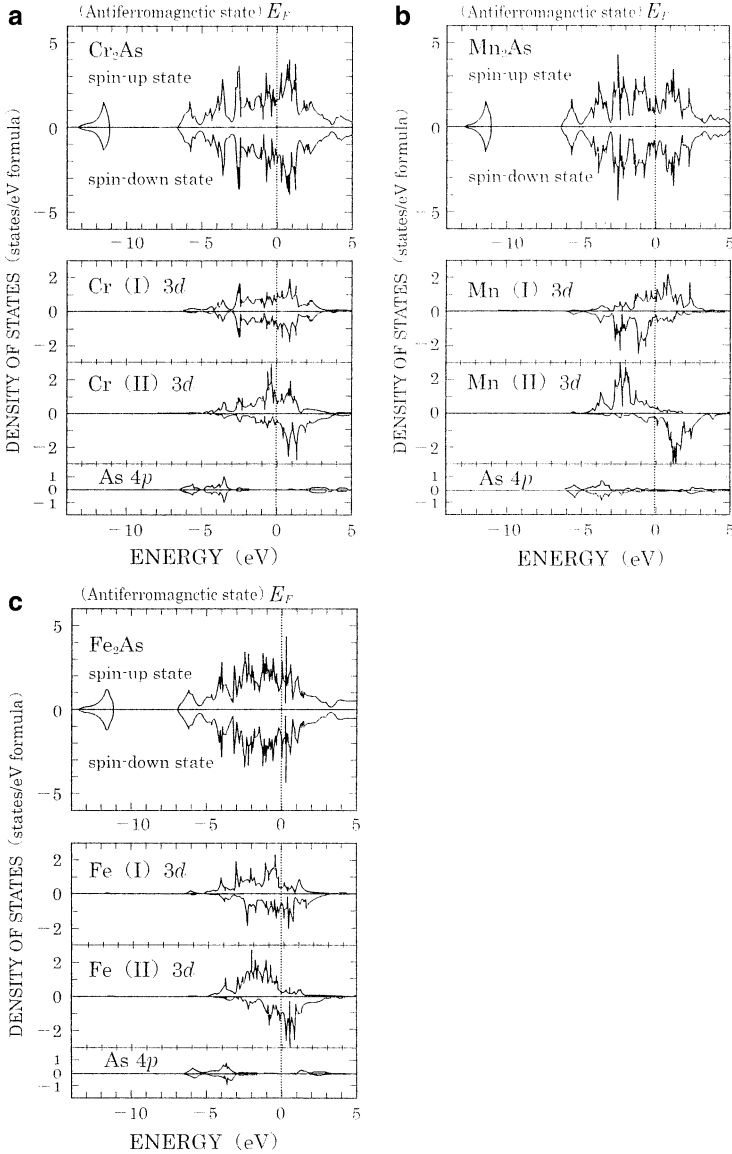 a
(Antiferromagnetic state) E_F
Cr₂As
spin-up state
spin-down state
5
0
−5
−10 −5 0 5
Cr (I) 3d
2
0
−2
Cr (II) 3d
2
0
−2
As 4p
1
0
−1
−10 −5 0 5
ENERGY (eV)
DENSITY OF STATES (states/eV formula)
b
(Antiferromagnetic state) E_F
Mn₂As
spin-up state
spin-down state
5
0
−5
−10 −5 0 5
Mn (I) 3d
2
0
−2
Mn (II) 3d
2
0
−2
As 4p
1
0
−1
−10 −5 0 5
ENERGY (eV)
DENSITY OF STATES (states/eV formula)
c
(Antiferromagnetic state) E_F
Fe₂As
spin-up state
spin-down state
5
0
−5
−10 −5 0 5
Fe (I) 3d
2
0
−2
Fe (II) 3d
2
0
−2
As 4p
1
0
−1
−10 −5 0 5
ENERGY (eV)
DENSITY OF STATES (states/eV formula)